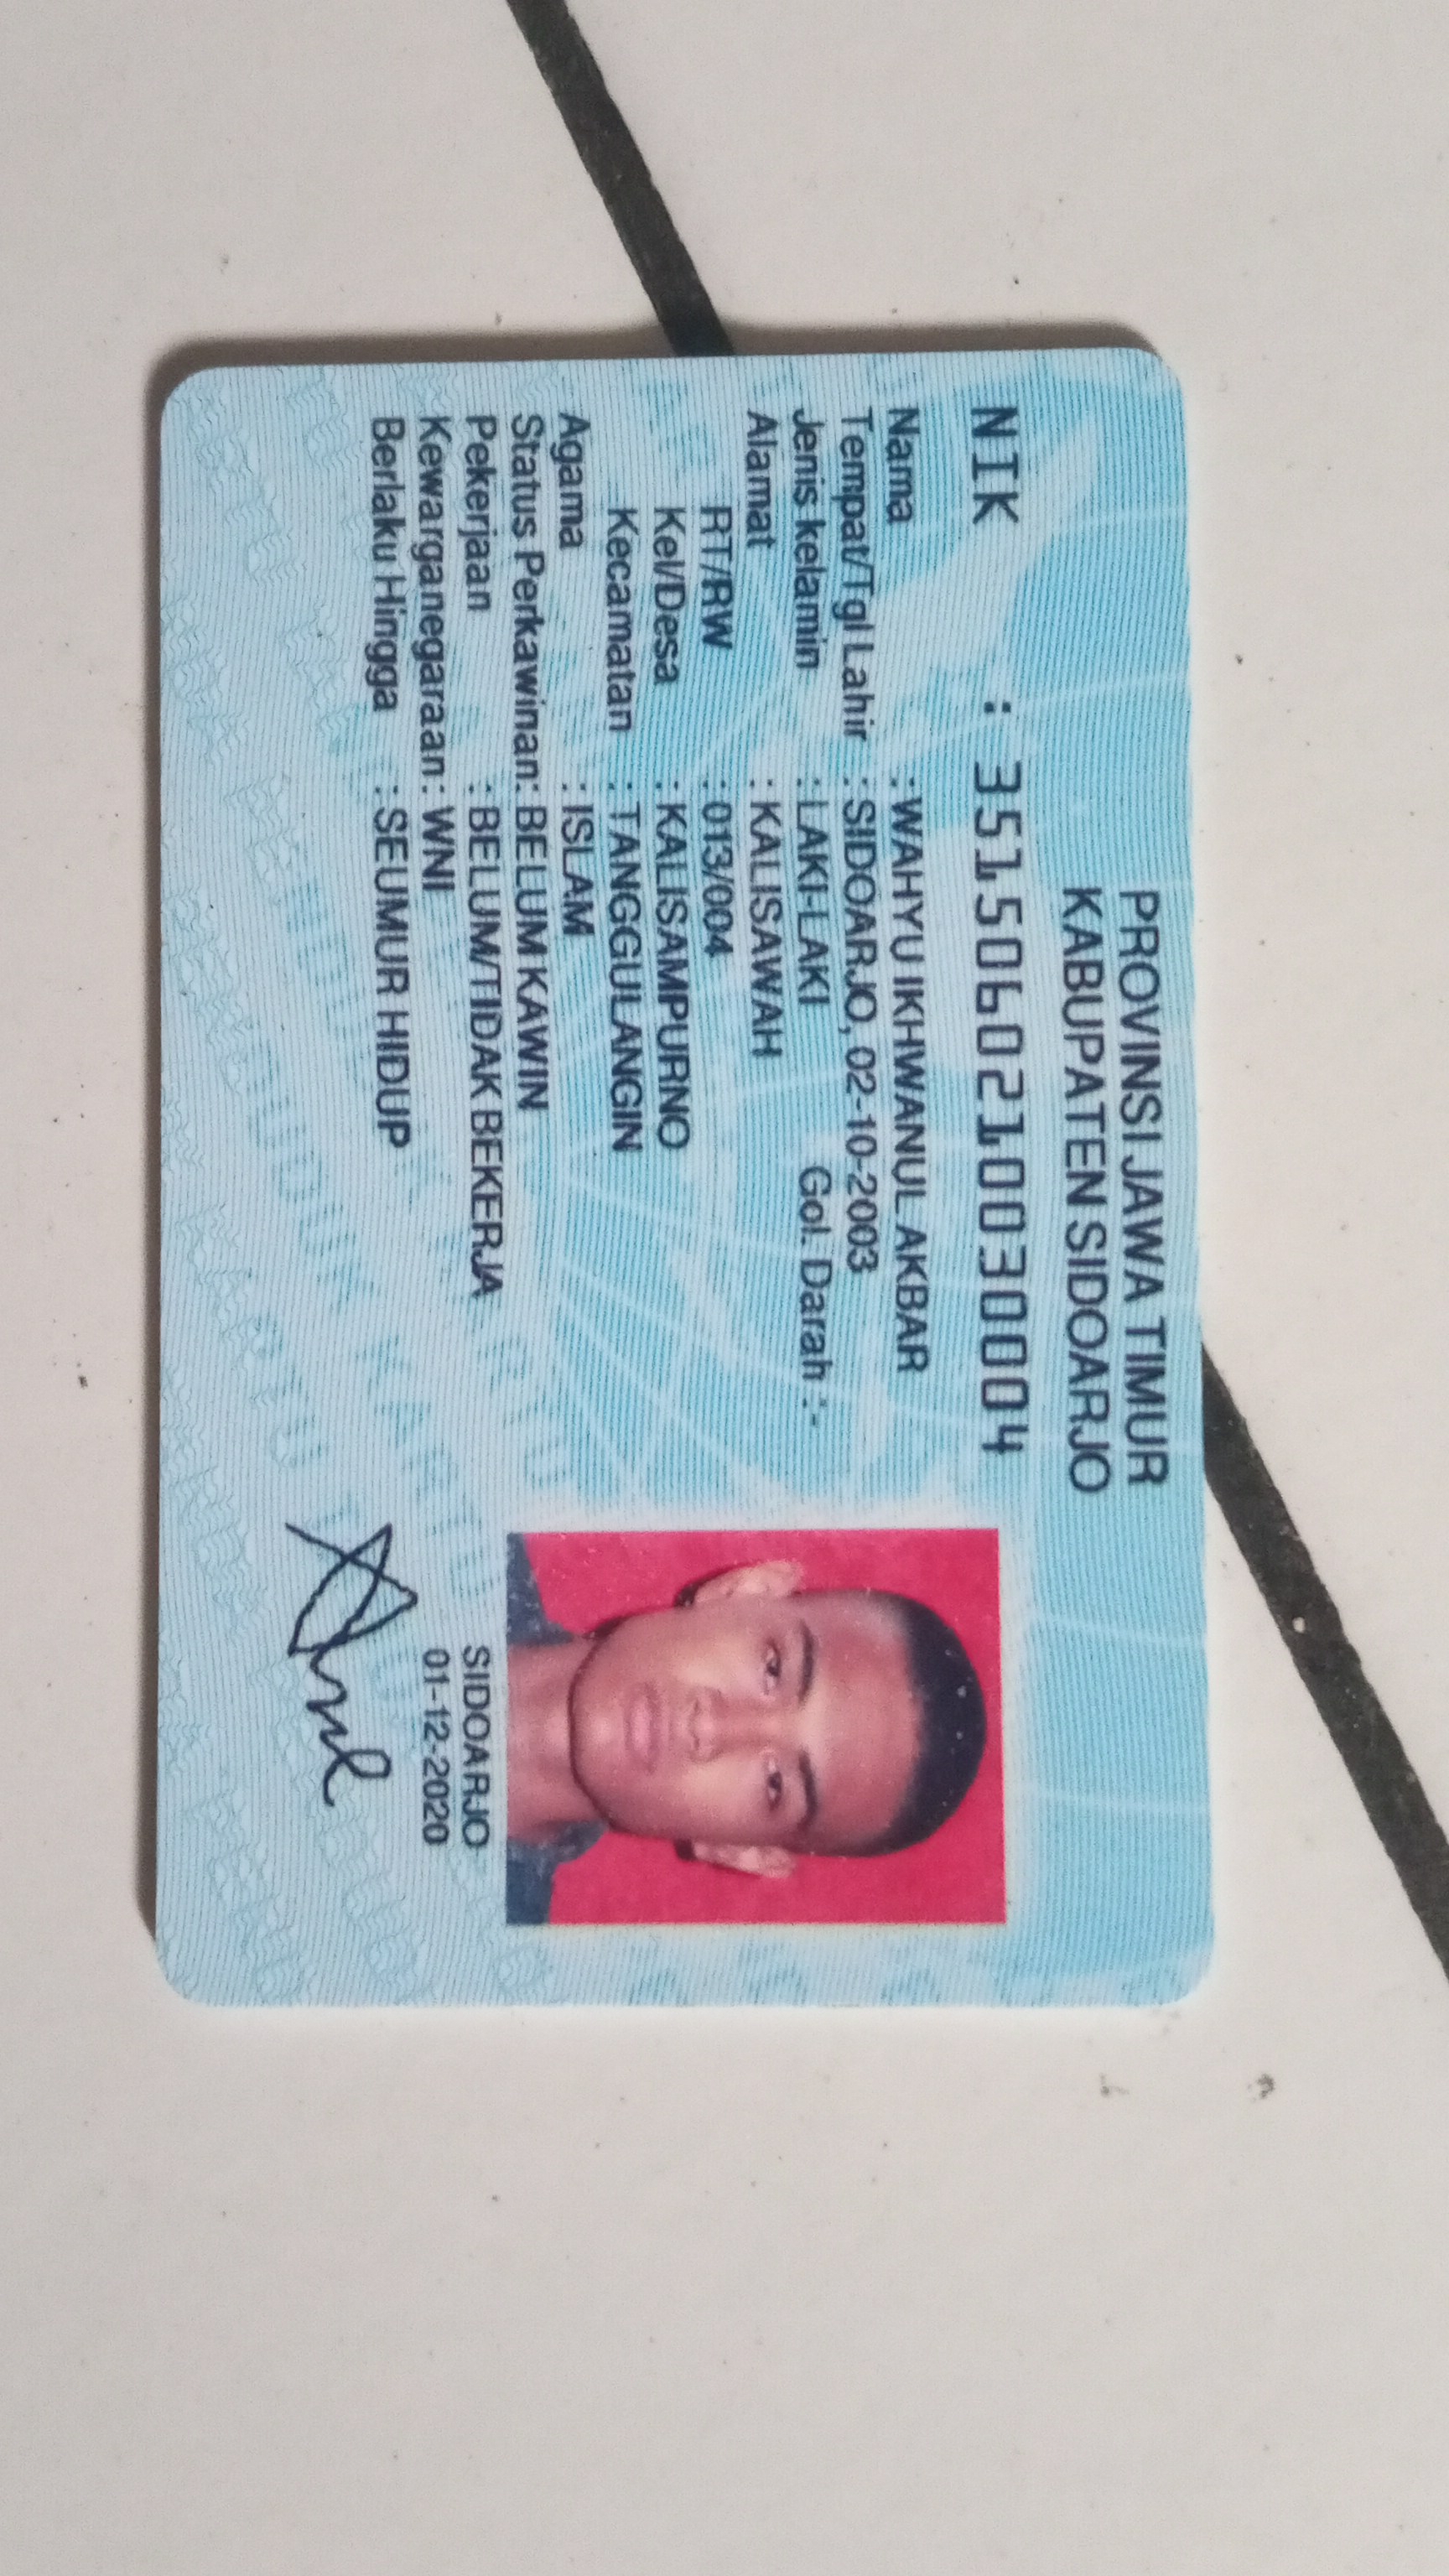 PROVINSI JAWA TIMUR
KABUPATEN SIDOARJO
NIK : 3515060210030004
Nama : WAHYU IKHWANUL AKBAR
Tempat/Tgl Lahir : SIDOARJO, 02-10-2003
Jenis kelamin : LAKI-LAKI Gol. Darah : -
Alamat : KALISAWAH
RT/RW : 013/004
Kel/Desa : KALISAMPURNO
Kecamatan : TANGGULANGIN
Agama : ISLAM
Status Perkawinan: BELUM KAWIN
Pekerjaan : BELUM/TIDAK BEKERJA
Kewarganegaraan: WNI
Berlaku Hingga : SEUMUR HIDUP
SIDOARJO
01-12-2020